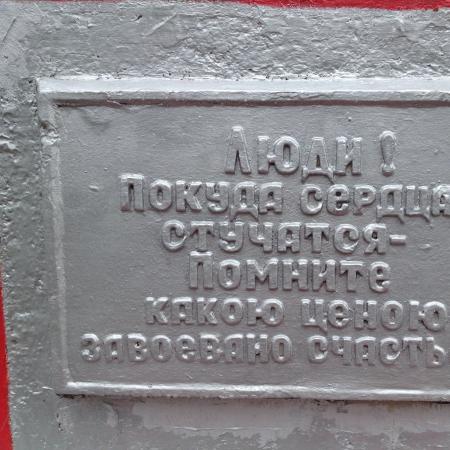 Люди!
Покуда сердца
стучатся-
Помните
какою ценою
завоевано счасть